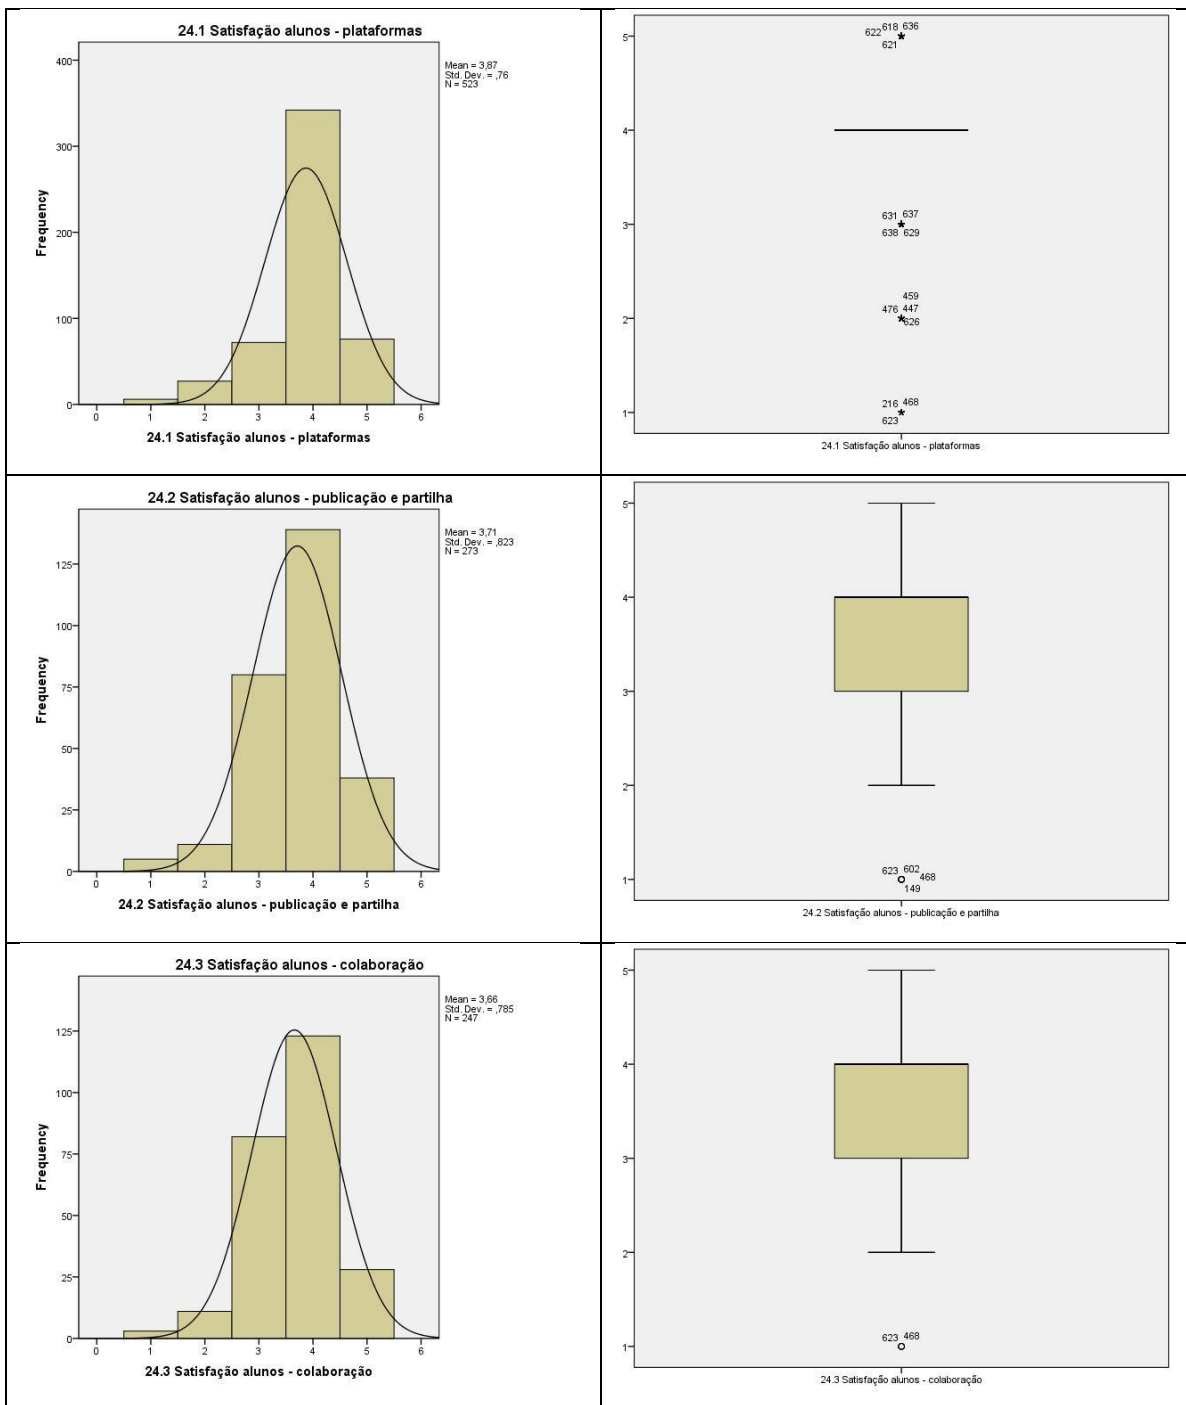 24.1 Satisfação alunos - plataformas
Mean = 3,87
Std. Dev. = ,76
N = 523
400
300
200
100
0
Frequency
0 1 2 3 4 5 6
24.1 Satisfação alunos - plataformas
622 618 636
621
5
4
631 637
3
638 629
459
476 447
2
626
216 468
1
623
24.1 Satisfação alunos - plataformas
24.2 Satisfação alunos - publicação e partilha
Mean = 3,71
Std. Dev. = ,823
N = 273
125
100
75
50
25
0
Frequency
0 1 2 3 4 5 6
24.2 Satisfação alunos - publicação e partilha
5
4
3
2
623 602
468
1
149
24.2 Satisfação alunos - publicação e partilha
24.3 Satisfação alunos - colaboração
Mean = 3,66
Std. Dev. = ,785
N = 247
125
100
75
50
25
0
Frequency
0 1 2 3 4 5 6
24.3 Satisfação alunos - colaboração
5
4
3
2
623 468
1
24.3 Satisfação alunos - colaboração